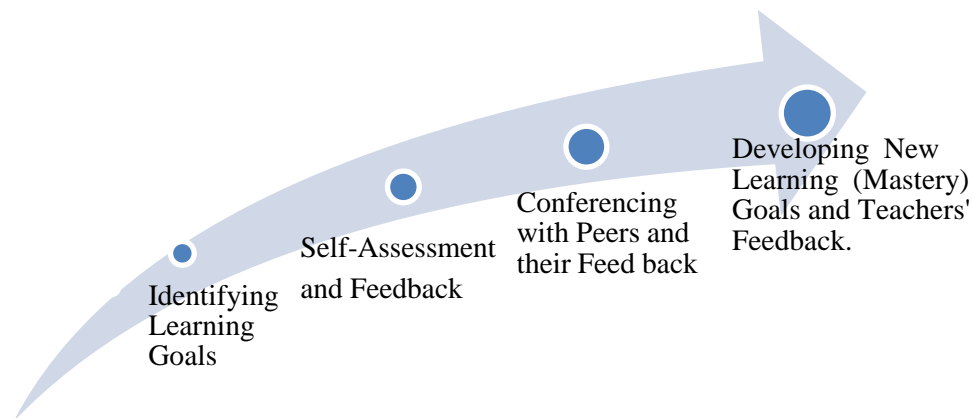 Identifying
Learning
Goals
Self-Assessment
and Feedback
Conferencing
with Peers and
their Feed back
Developing New
Learning (Mastery)
Goals and Teachers'
Feedback.